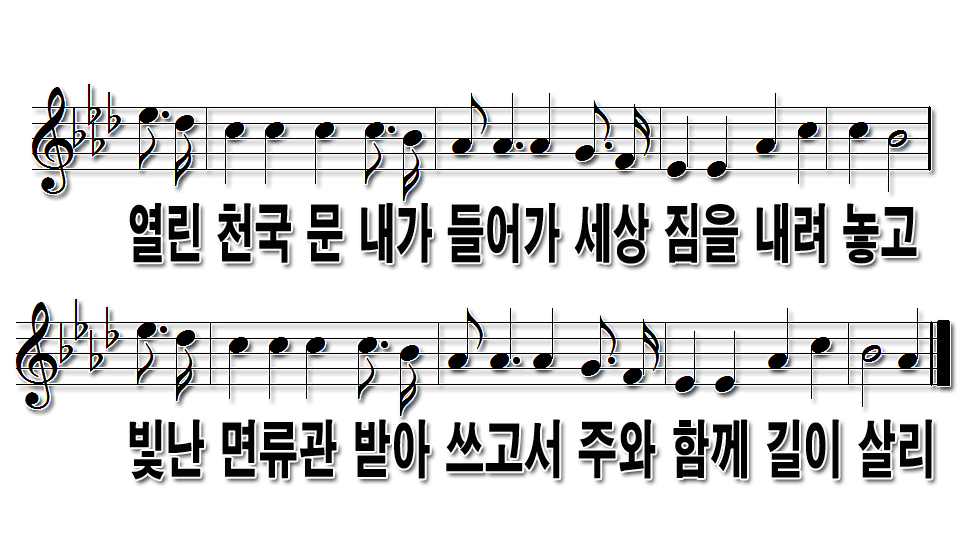 열린 천국 문 내가 들어가 세상 짐을 내려 놓고
빛난 면류관 받아 쓰고서 주와 함께 길이 살리